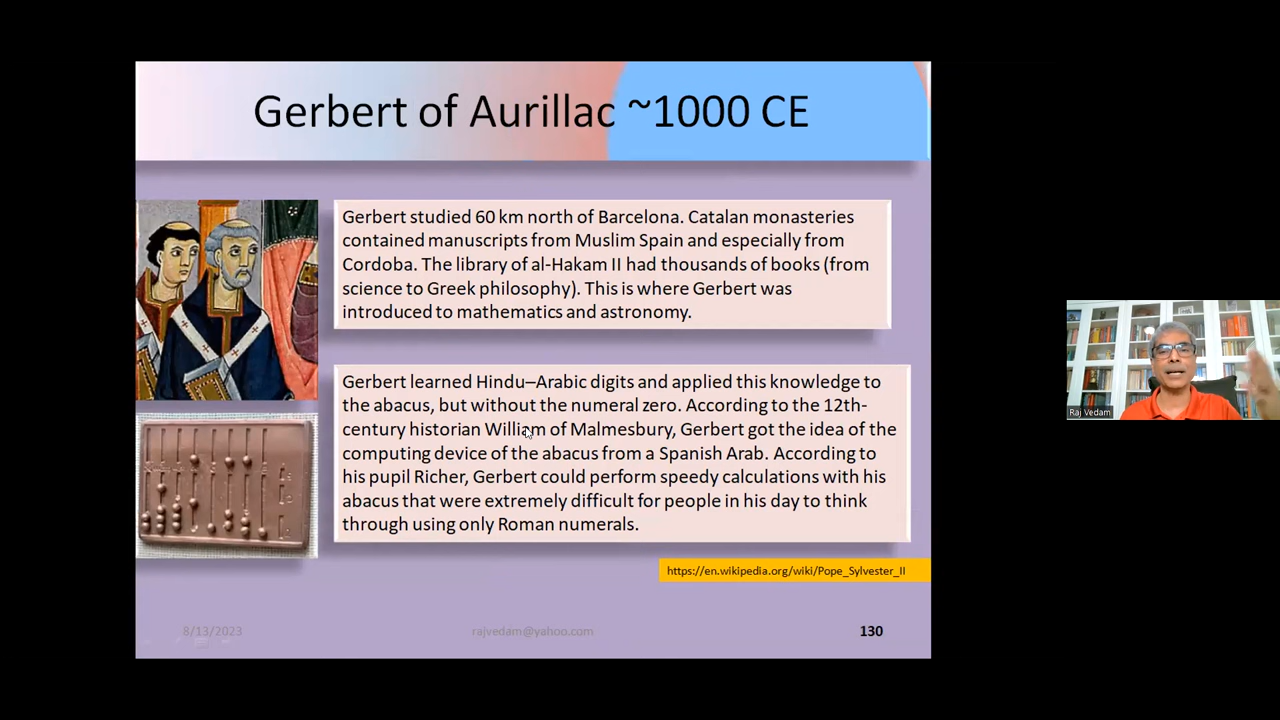 Gerbert of Aurillac ~1000 CE
Gerbert studied 60 km north of Barcelona. Catalan monasteries
contained manuscripts from Muslim Spain and especially from
Cordoba. The library of al-Hakam II had thousands of books (from
science to Greek philosophy). This is where Gerbert was
introduced to mathematics and astronomy.
Gerbert learned Hindu–Arabic digits and applied this knowledge to
the abacus, but without the numeral zero. According to the 12th-
century historian William of Malmesbury, Gerbert got the idea of the
computing device of the abacus from a Spanish Arab. According to
his pupil Richer, Gerbert could perform speedy calculations with his
abacus that were extremely difficult for people in his day to think
through using only Roman numerals.
https://en.wikipedia.org/wiki/Pope_Sylvester_II
8/13/2023
rajvedam@yahoo.com
130
Raj Vedam